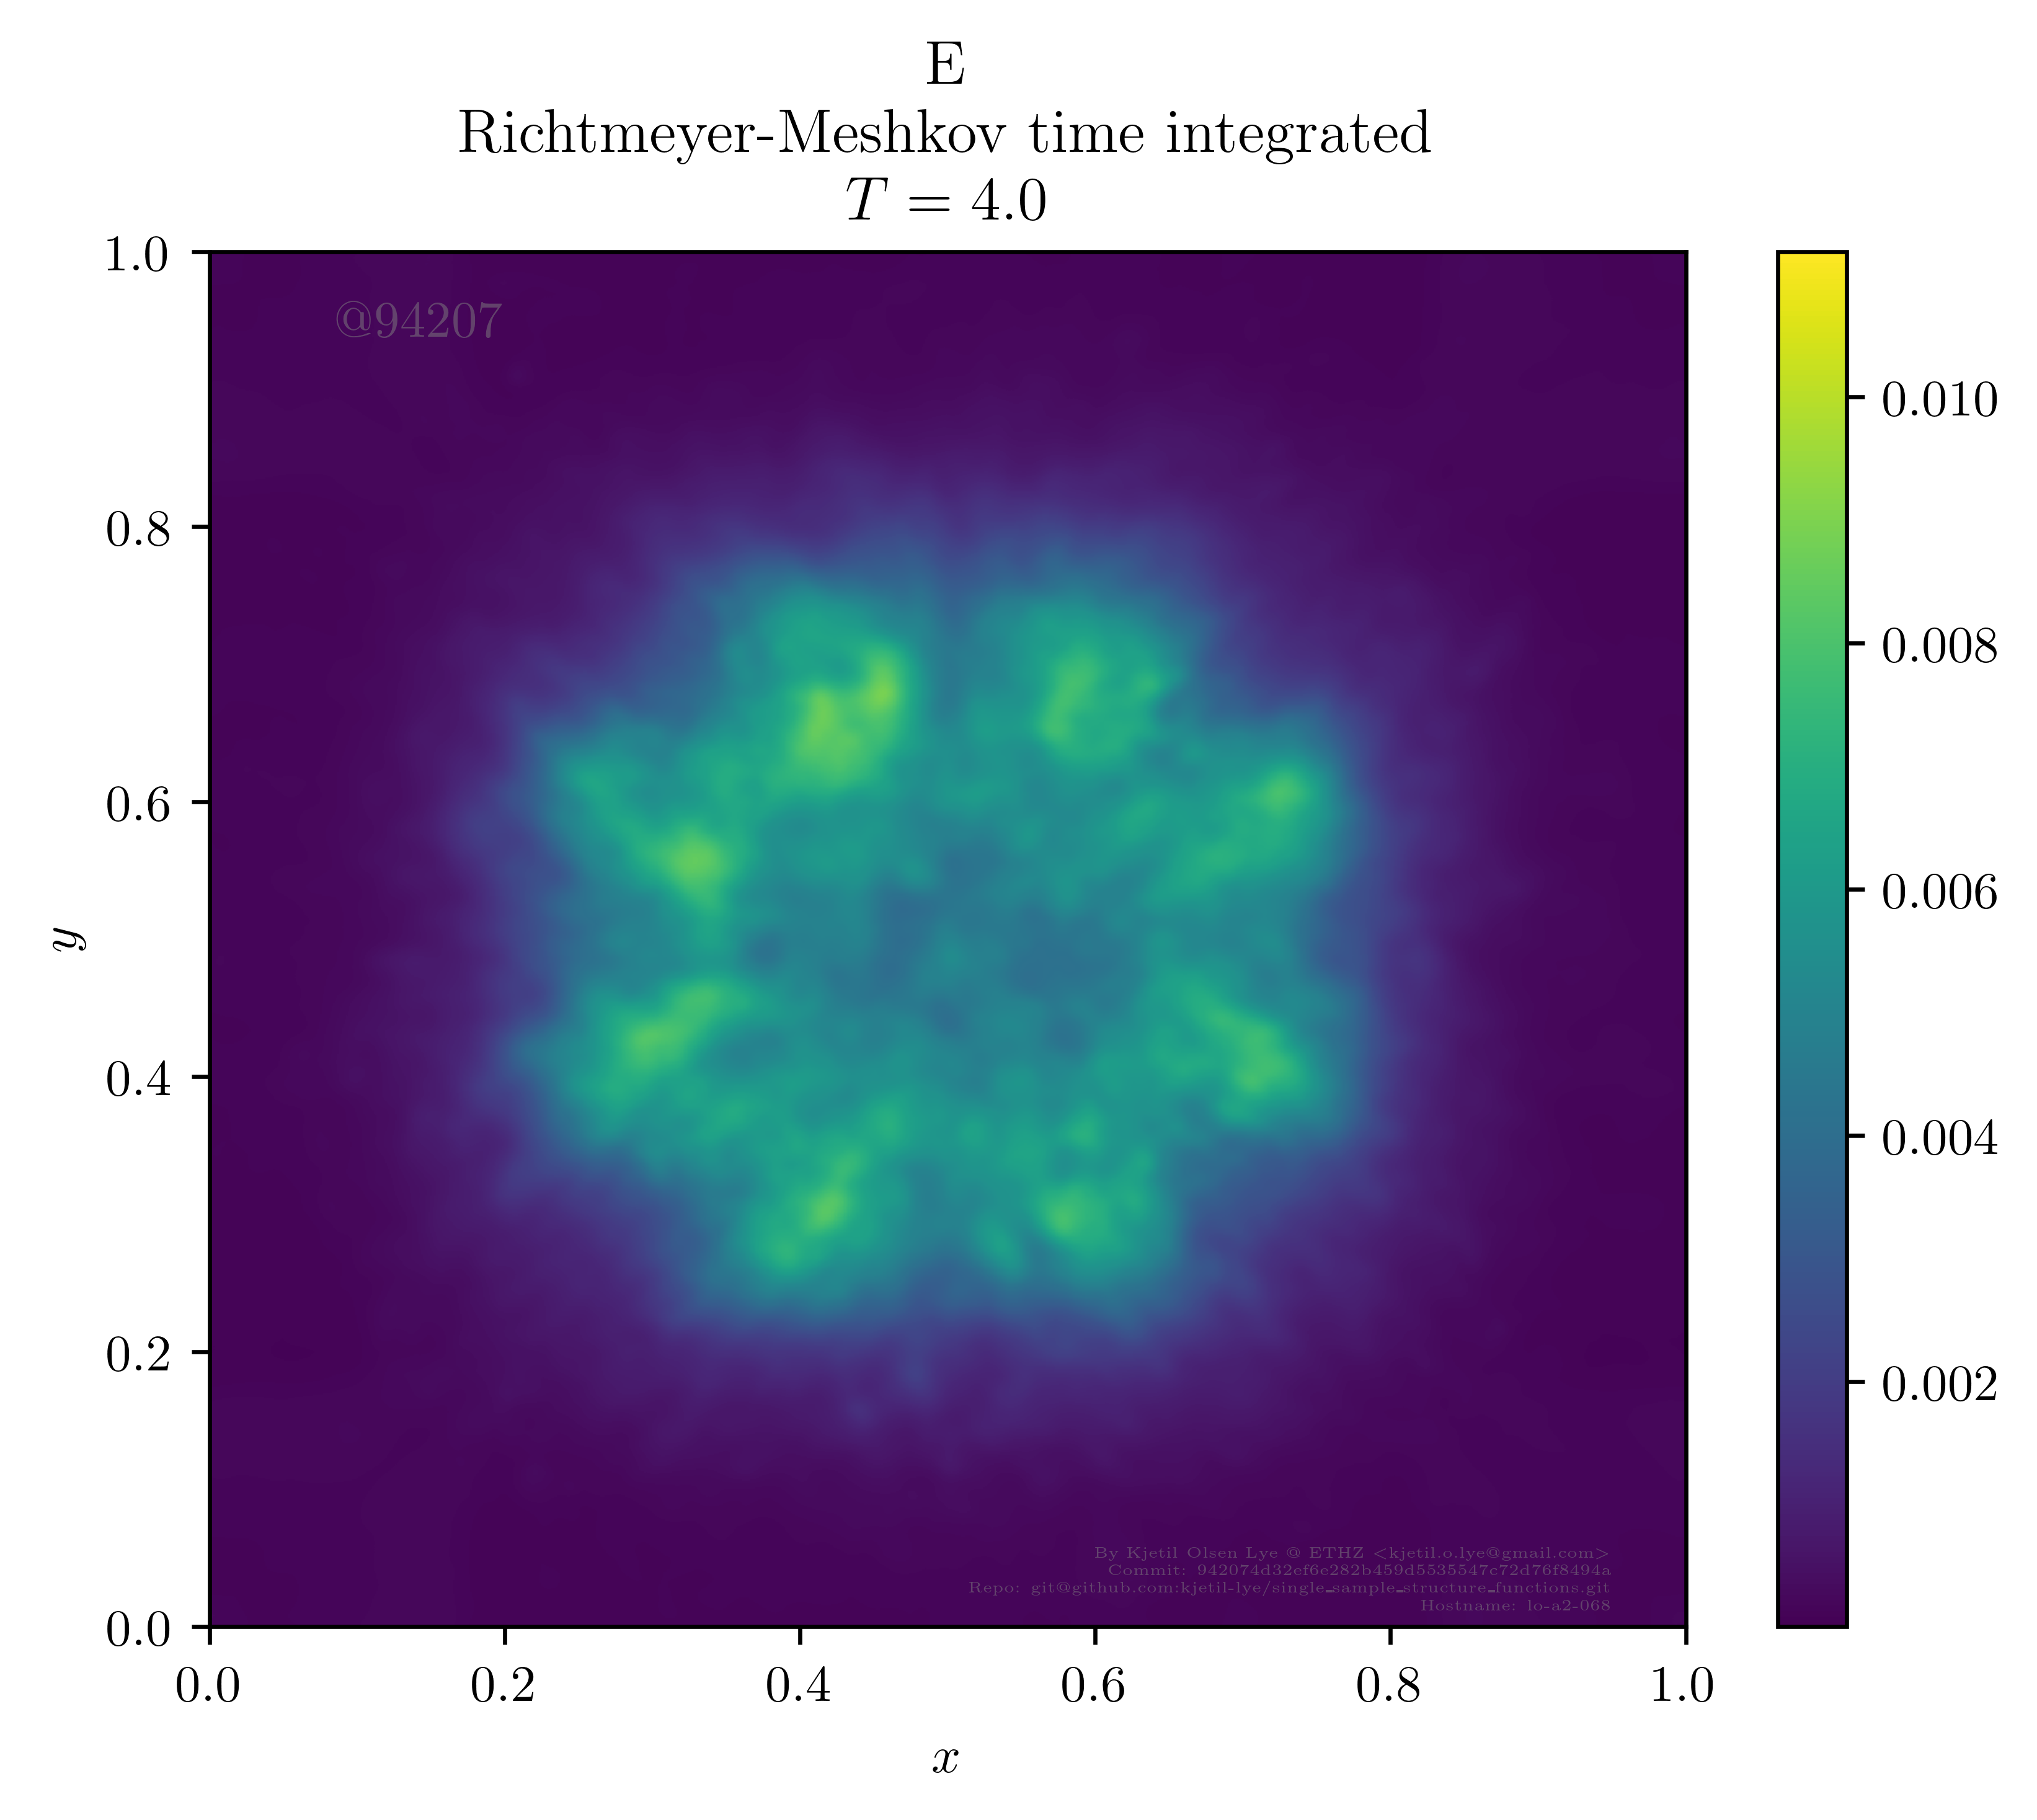 E
Richtmeyer-Meshkov time integrated
T = 4.0
@94207
1.0
0.8
0.6
0.4
0.2
0.0
y
0.0 0.2 0.4 0.6 0.8 1.0
x
0.010
0.008
0.006
0.004
0.002
By Kjetil Olsen Lye @ ETHZ <kjetil.o.lye@gmail.com>
Commit: 942074d32ef6e282b459d5535547c72d76f8494a
Repo: git@github.com:kjetil-lye/single_sample_structure_functions.git
Hostname: lo-a2-068